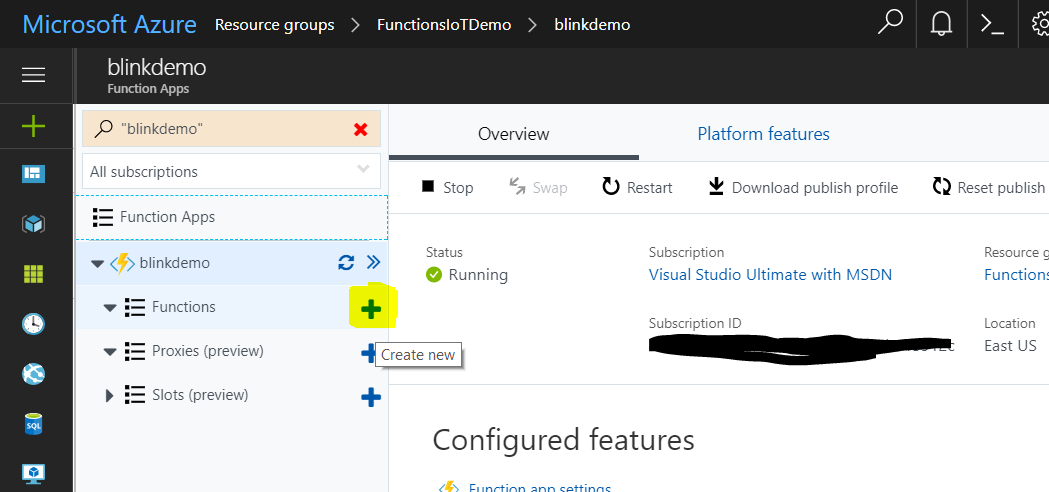 Microsoft Azure Resource groups > FunctionsIoTDemo > blinkdemo
blinkdemo
Function Apps
"blinkdemo"
All subscriptions
Function Apps
blinkdemo
Functions
Proxies (preview)
Slots (preview)
Create new
Overview
Platform features
Stop
Swap
Restart
Download publish profile
Reset publish
Status
Running
Subscription
Visual Studio Ultimate with MSDN
Resource g
Functions
Subscription ID
Location
East US
Configured features
Function app settings
SQL